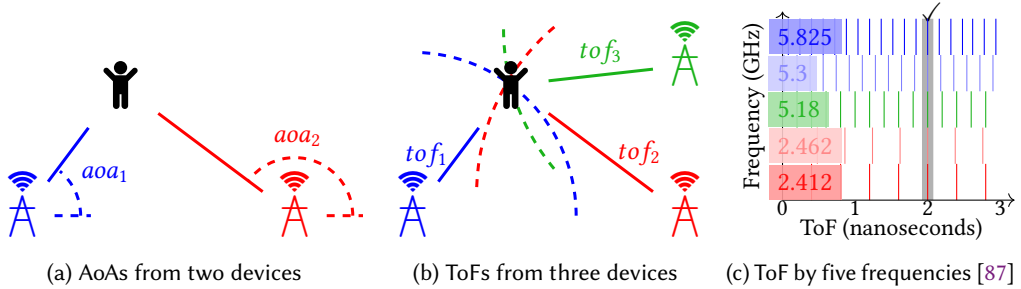 aoa1
aoa2
(a) AoAs from two devices
tof1
tof2
tof3
(b) ToFs from three devices
✓
Frequency (GHz)
5.825
5.3
5.18
2.462
2.412
0 1 2 3
ToF (nanoseconds)
(c) ToF by five frequencies [87]